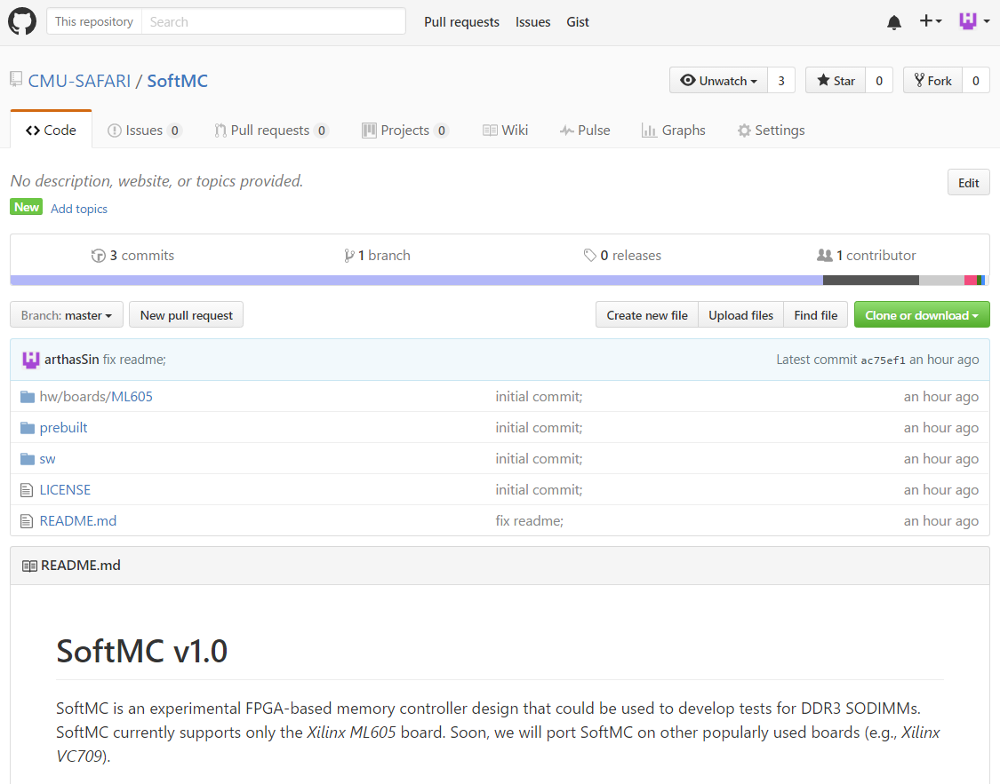 This repository Search Pull requests Issues Gist
CMU-SAFARI / SoftMC Unwatch 3 Star 0 Fork 0
Code Issues 0 Pull requests 0 Projects 0 Wiki Pulse Graphs Settings
No description, website, or topics provided. Edit
New Add topics
3 commits 1 branch 0 releases 1 contributor
Branch: master New pull request Create new file Upload files Find file Clone or download
arthasSin fix readme; Latest commit ac75ef1 an hour ago
hw/boards/ML605 initial commit; an hour ago
prebuilt initial commit; an hour ago
sw initial commit; an hour ago
LICENSE initial commit; an hour ago
README.md fix readme; an hour ago
README.md
SoftMC v1.0
SoftMC is an experimental FPGA-based memory controller design that could be used to develop tests for DDR3 SODIMMs.
SoftMC currently supports only the Xilinx ML605 board. Soon, we will port SoftMC on other popularly used boards (e.g., Xilinx
VC709).